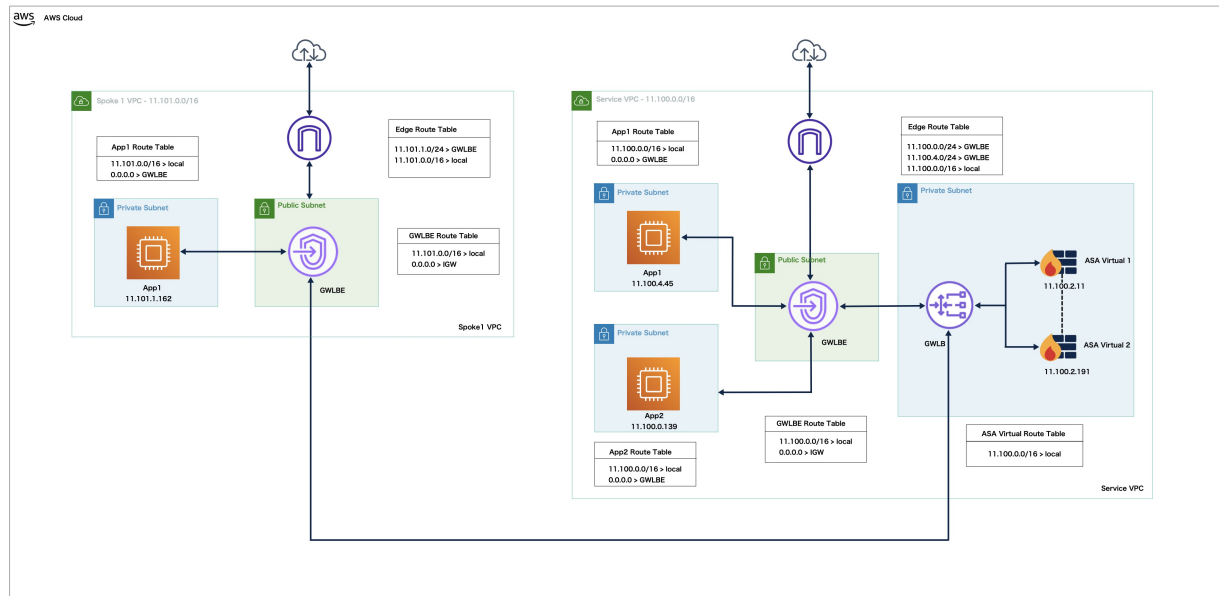 aws
AWS Cloud
Spoke 1 VPC - 11.101.0.0/16
App1 Route Table
11.101.0.0/16 > local
0.0.0.0 > GWLBE
Edge Route Table
11.101.1.0/24 > GWLBE
11.101.0.0/16 > local
Private Subnet
App1
11.101.1.162
Public Subnet
GWLBE
GWLBE Route Table
11.101.0.0/16 > local
0.0.0.0 > IGW
Spoke1 VPC
Service VPC - 11.100.0.0/16
App1 Route Table
11.100.0.0/16 > local
0.0.0.0 > GWLBE
Edge Route Table
11.100.0.0/24 > GWLBE
11.100.4.0/24 > GWLBE
11.100.0.0/16 > local
Private Subnet
App1
11.100.4.45
Public Subnet
GWLBE
Private Subnet
GWLB
ASA Virtual 1
11.100.2.11
ASA Virtual 2
11.100.2.191
Private Subnet
App2
11.100.0.139
App2 Route Table
11.100.0.0/16 > local
0.0.0.0 > GWLBE
GWLBE Route Table
11.100.0.0/16 > local
0.0.0.0 > IGW
ASA Virtual Route Table
11.100.0.0/16 > local
Service VPC